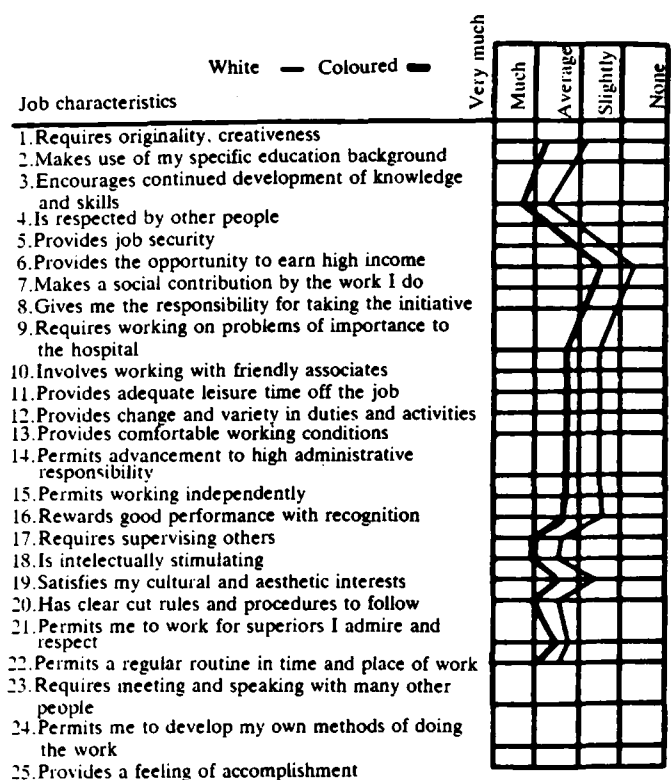 White Coloured
Very much
Much
Average
Slightly
None
Job characteristics
1.Requires originality, creativeness
2.Makes use of my specific education background
3.Encourages continued development of knowledge
and skills
4.Is respected by other people
5.Provides job security
6.Provides the opportunity to earn high income
7.Makes a social contribution by the work I do
8.Gives me the responsibility for taking the initiative
9.Requires working on problems of importance to
the hospital
10.Involves working with friendly associates
11.Provides adequate leisure time off the job
12.Provides change and variety in duties and activities
13.Provides comfortable working conditions
14.Permits advancement to high administrative
responsibility
15.Permits working independently
16.Rewards good performance with recognition
17.Requires supervising others
18.Is intelectually stimulating
19.Satisfies my cultural and aesthetic interests
20.Has clear cut rules and procedures to follow
21.Permits me to work for superiors I admire and
respect
22.Permits a regular routine in time and place of work
23.Requires meeting and speaking with many other
people
24.Permits me to develop my own methods of doing
the work
25.Provides a feeling of accomplishment